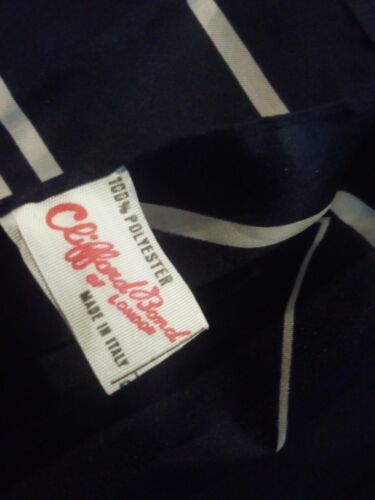 100% POLYESTER
Clifford Bond
OF LONDON
MADE IN ITALY